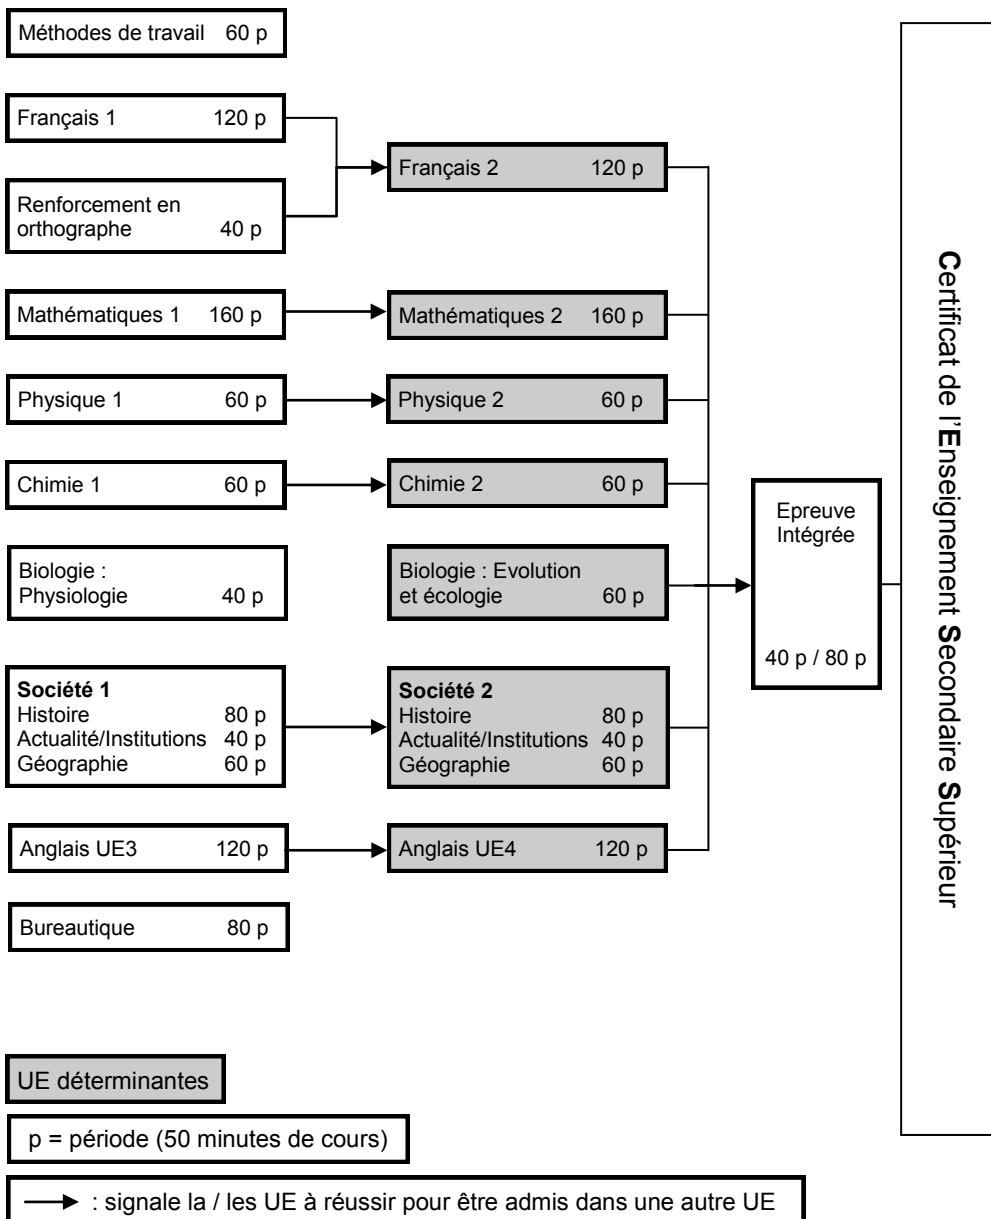 Méthodes de travail 60 p
Français 1 120 p
Renforcement en
orthographe 40 p
Français 2 120 p
Mathématiques 1 160 p
Mathématiques 2 160 p
Physique 1 60 p
Physique 2 60 p
Chimie 1 60 p
Chimie 2 60 p
Biologie :
Physiologie 40 p
Biologie : Evolution
et écologie 60 p
Société 1
Histoire 80 p
Actualité/Institutions 40 p
Géographie 60 p
Société 2
Histoire 80 p
Actualité/Institutions 40 p
Géographie 60 p
Anglais UE3 120 p
Anglais UE4 120 p
Bureautique 80 p
Epreuve
Intégrée
40 p / 80 p
Certificat de l'Enseignement Secondaire Supérieur
UE déterminantes
p = période (50 minutes de cours)
: signale la / les UE à réussir pour être admis dans une autre UE